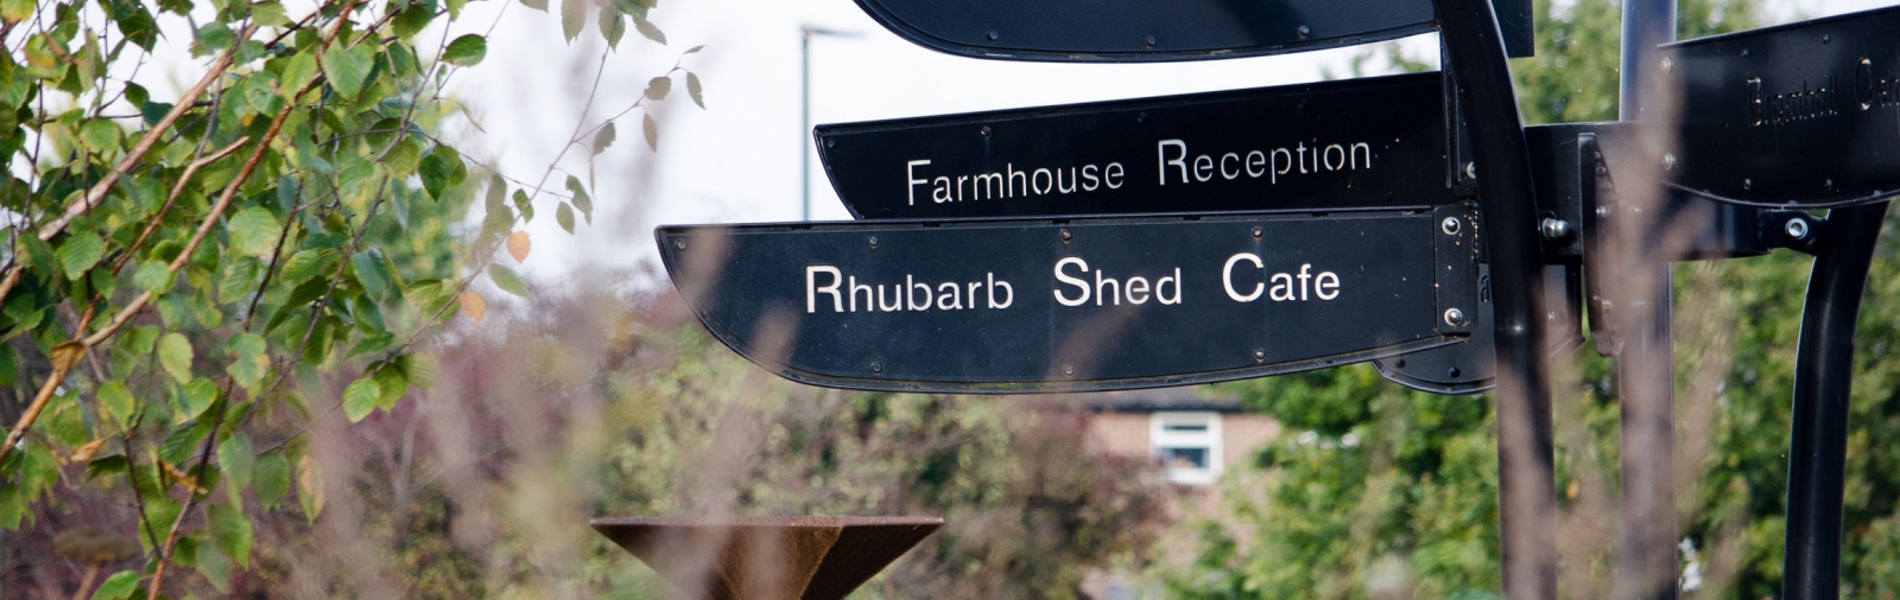 Farmhouse Reception
Rhubarb Shed Cafe